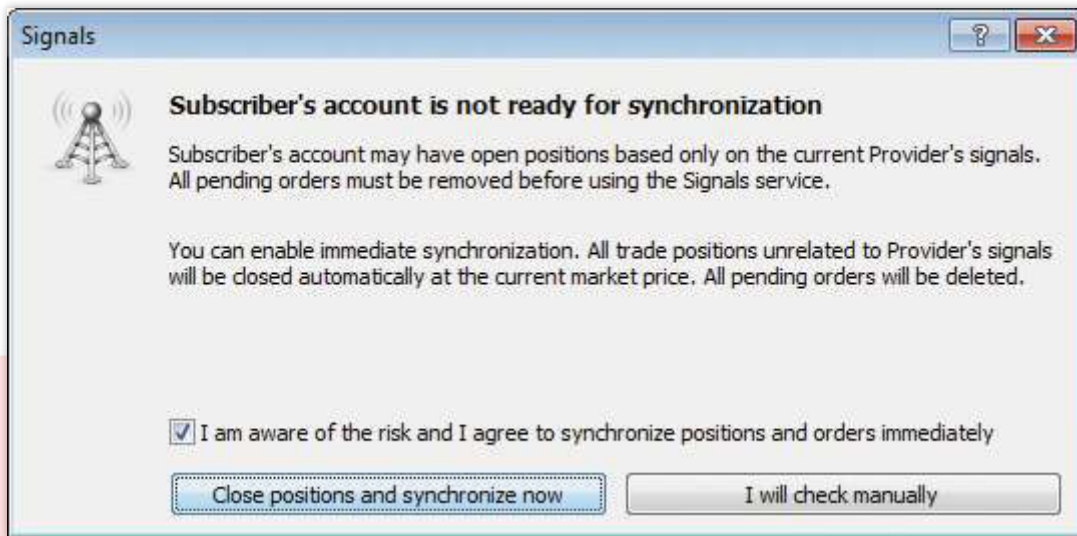 Signals
Subscriber's account is not ready for synchronization
Subscriber's account may have open positions based only on the current Provider's signals.
All pending orders must be removed before using the Signals service.
You can enable immediate synchronization. All trade positions unrelated to Provider's signals
will be closed automatically at the current market price. All pending orders will be deleted.
I am aware of the risk and I agree to synchronize positions and orders immediately
Close positions and synchronize now
I will check manually